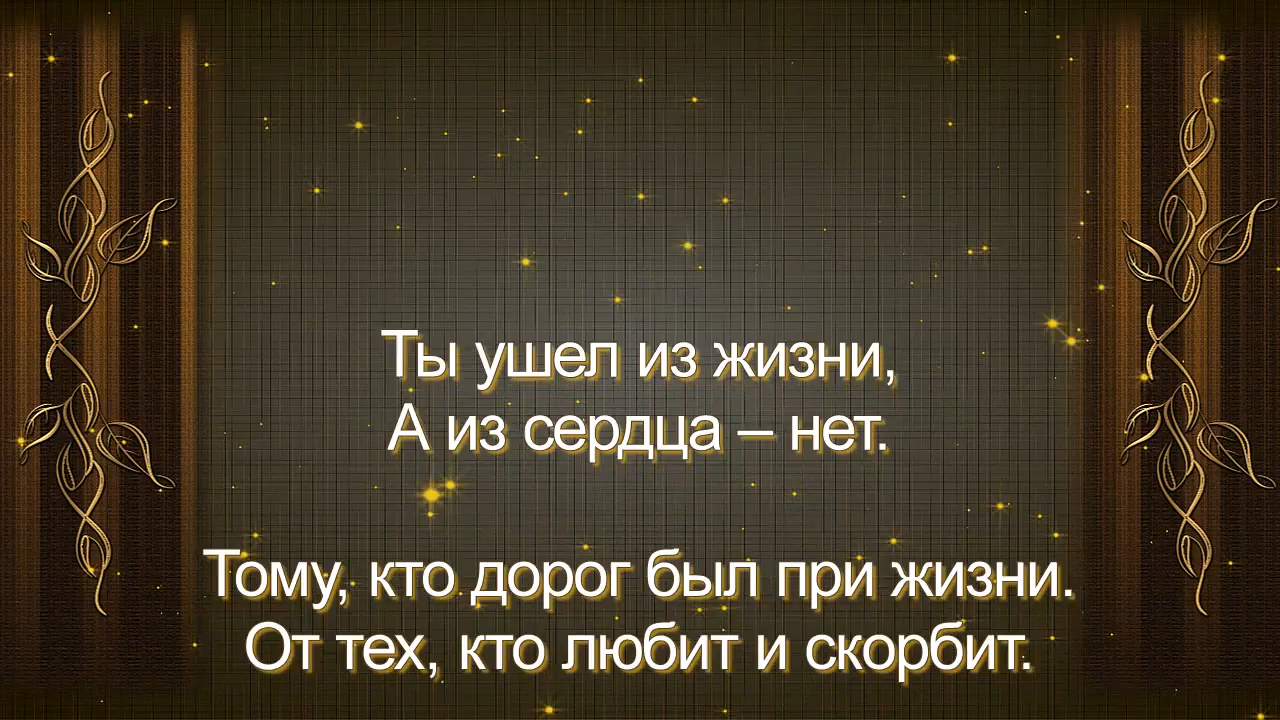 Ты ушел из жизни,
А из сердца – нет.
Тому, кто дорог был при жизни.
От тех, кто любит и скорбит.